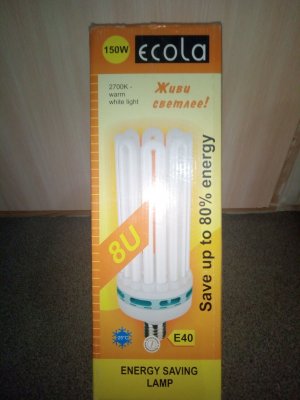 150W
ecola
2700K -
warm
white light
Живи
светлее!
8U
Save up to 80% energy
E40
ENERGY SAVING
LAMP